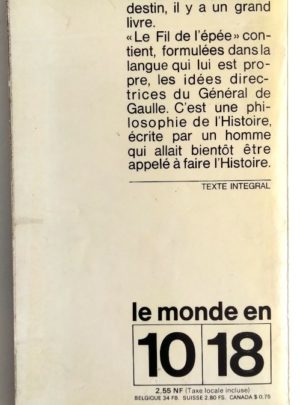 destin, il y a un grand
livre.
«Le Fil de l'épée» con-
tient, formulées dans la
langue qui lui est pro-
pre, les idées direc-
trices du Général de
Gaulle. C'est une phi-
losophie de l'Histoire,
écrite par un homme
qui allait bientôt être
appelé à faire l'Histoire.
TEXTE INTEGRAL
le monde en
10 18
2.55 NF (Taxe locale incluse)
BELGIQUE 34 FB. SUISSE 2.80 FS. CANADA $ 0.75